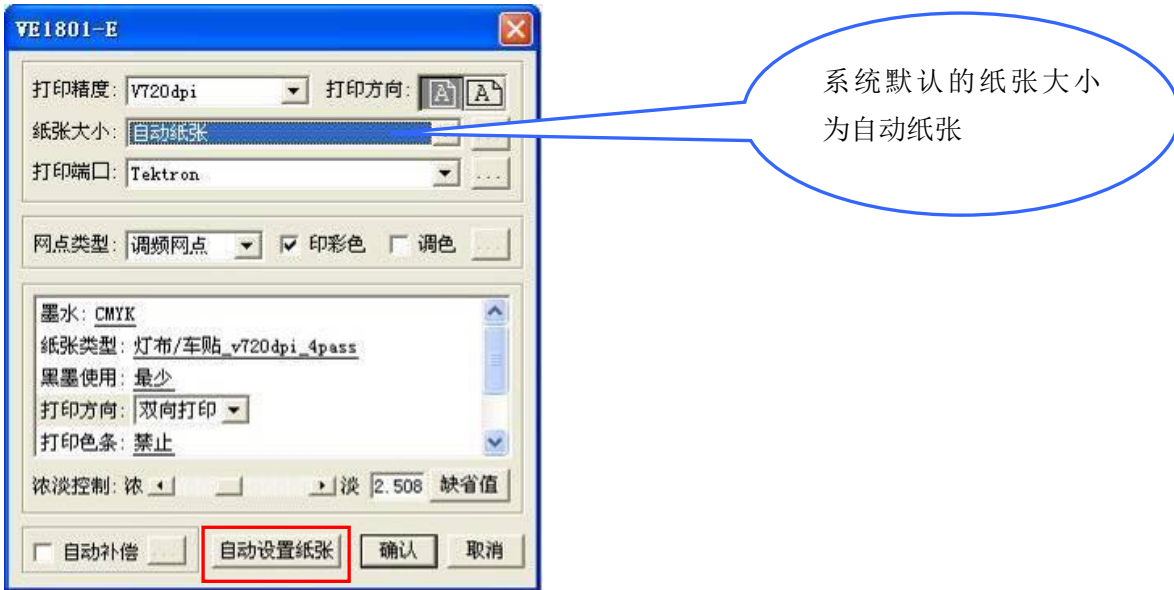 VE1801-E
打印精度: V720dpi 打印方向: A A
纸张大小: 自动纸张 ...
打印端口: Tektron ...
网点类型: 调频网点 印彩色 调色 ...
墨水: CMYK
纸张类型: 灯布/车贴_v720dpi_4pass
黑墨使用: 最少
打印方向: 双向打印
打印色条: 禁止
浓淡控制: 浓 淡 2.508 缺省值
自动补偿 ... 自动设置纸张 确认 取消
系统默认的纸张大小
为自动纸张